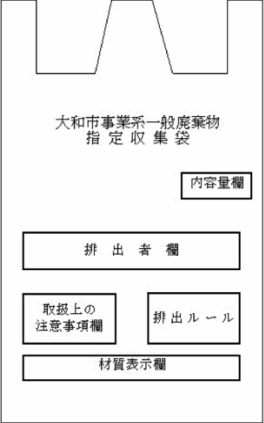 大和市事業系一般廃棄物
指定収集袋
内容量欄
排出者欄
取扱上の
注意事項欄
排出ルール
材質表示欄